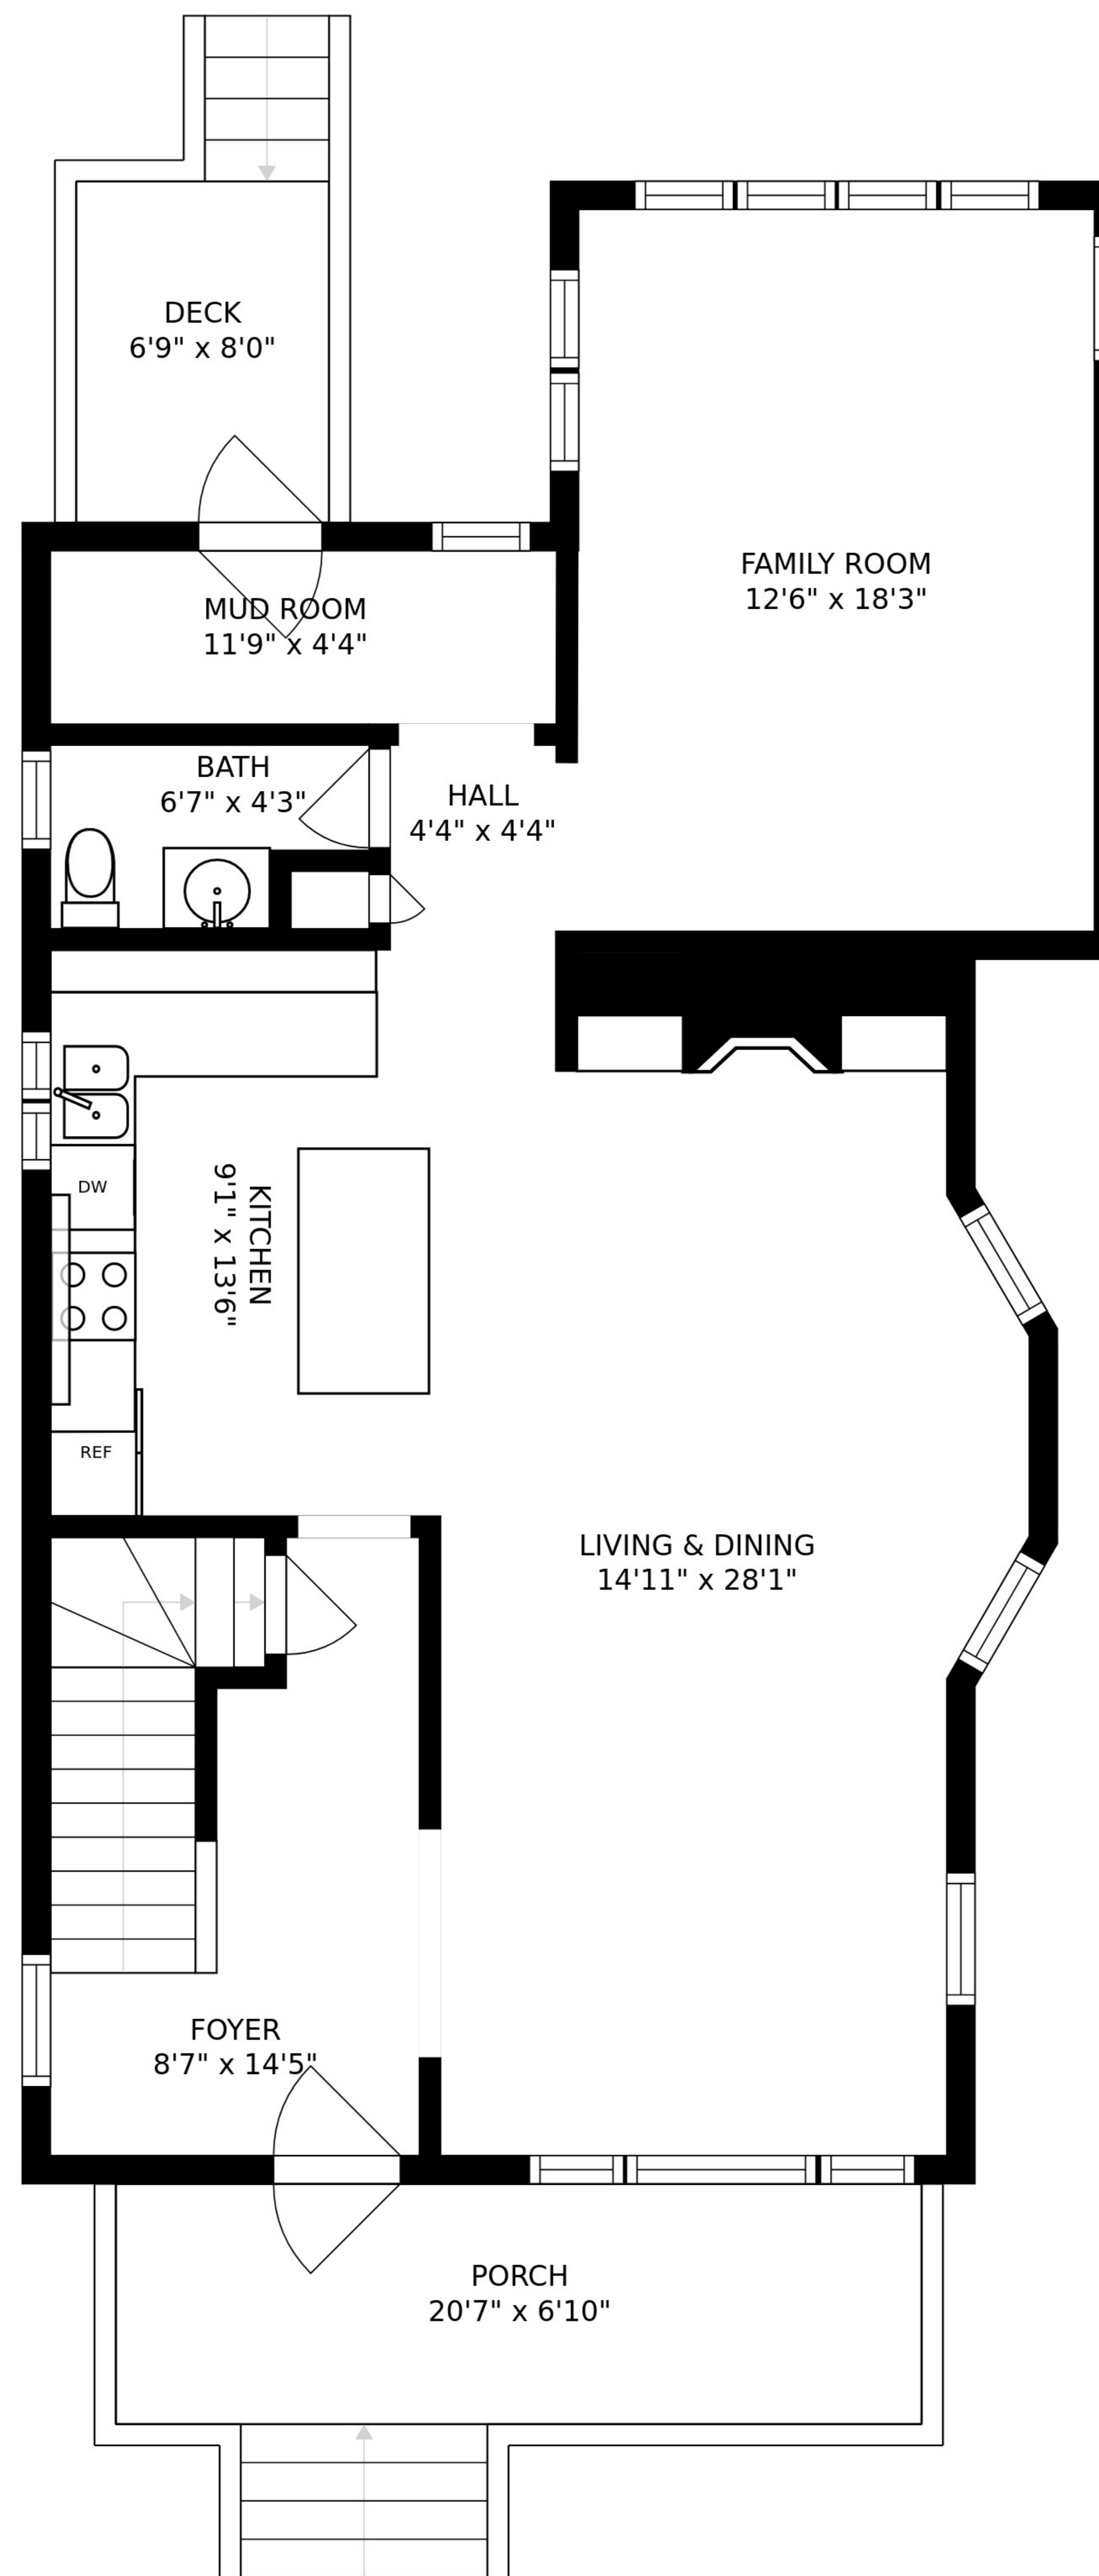 DECK
6'9" x 8'0"
FAMILY ROOM
12'6" x 18'3"
MUD ROOM
11'9" x 4'4"
BATH
6'7" x 4'3"
HALL
4'4" x 4'4"
DW
KITCHEN
9'1" x 13'6"
REF
LIVING & DINING
14'11" x 28'1"
FOYER
8'7" x 14'5"
PORCH
20'7" x 6'10"